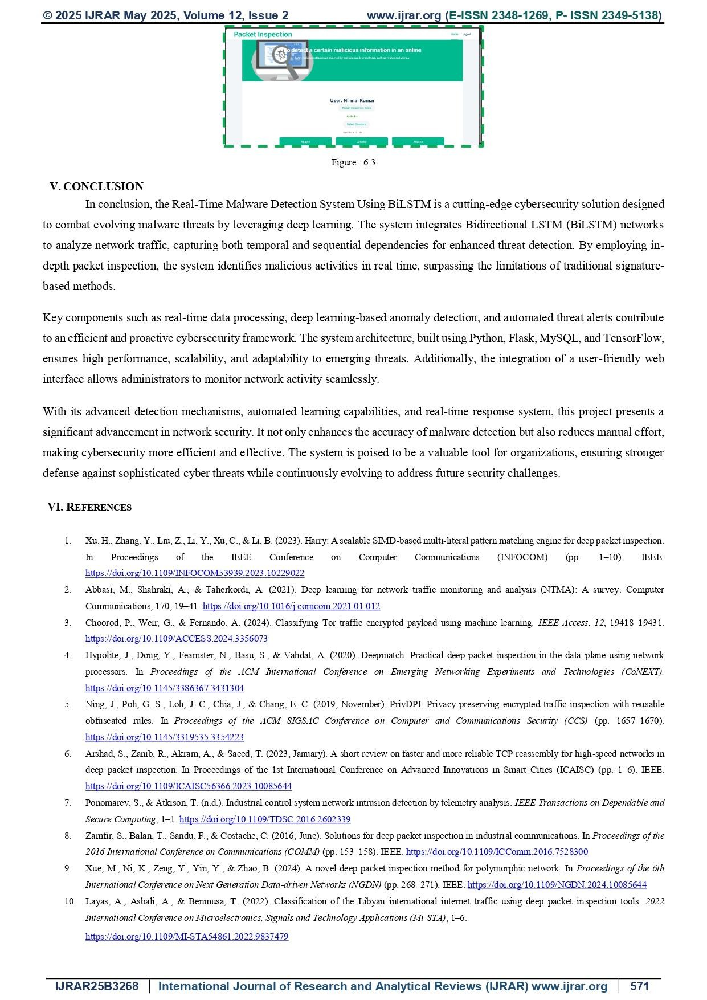 © 2025 IJRAR May 2025, Volume 12, Issue 2 www.ijrar.org (E-ISSN 2348-1269, P- ISSN 2349-5138)
Packet Inspection Home Logout
o detect a certain malicious information in an online
attacks are achieved by malicious code or malware, such as viruses and worms.
User: Nirmal Kumar
Packet Inspection Scan
Activated
Select Directory
Attack1 Attack2 Attack3
Figure : 6.3
V. CONCLUSION
In conclusion, the Real-Time Malware Detection System Using BiLSTM is a cutting-edge cybersecurity solution designed
to combat evolving malware threats by leveraging deep learning. The system integrates Bidirectional LSTM (BiLSTM) networks
to analyze network traffic, capturing both temporal and sequential dependencies for enhanced threat detection. By employing in-
depth packet inspection, the system identifies malicious activities in real time, surpassing the limitations of traditional signature-
based methods.
Key components such as real-time data processing, deep learning-based anomaly detection, and automated threat alerts contribute
to an efficient and proactive cybersecurity framework. The system architecture, built using Python, Flask, MySQL, and TensorFlow,
ensures high performance, scalability, and adaptability to emerging threats. Additionally, the integration of a user-friendly web
interface allows administrators to monitor network activity seamlessly.
With its advanced detection mechanisms, automated learning capabilities, and real-time response system, this project presents a
significant advancement in network security. It not only enhances the accuracy of malware detection but also reduces manual effort,
making cybersecurity more efficient and effective. The system is poised to be a valuable tool for organizations, ensuring stronger
defense against sophisticated cyber threats while continuously evolving to address future security challenges.
VI. REFERENCES
1. Xu, H., Zhang, Y., Liu, Z., Li, Y., Xu, C., & Li, B. (2023). Harry: A scalable SIMD-based multi-literal pattern matching engine for deep packet inspection.
In Proceedings of the IEEE Conference on Computer Communications (INFOCOM) (pp. 1–10). IEEE.
https://doi.org/10.1109/INFOCOM53939.2023.10229022
2. Abbasi, M., Shahraki, A., & Taherkordi, A. (2021). Deep learning for network traffic monitoring and analysis (NTMA): A survey. Computer
Communications, 170, 19–41. https://doi.org/10.1016/j.comcom.2021.01.012
3. Choorod, P., Weir, G., & Fernando, A. (2024). Classifying Tor traffic encrypted payload using machine learning. IEEE Access, 12, 19418–19431.
https://doi.org/10.1109/ACCESS.2024.3356073
4. Hypolite, J., Dong, Y., Feamster, N., Basu, S., & Vahdat, A. (2020). Deepmatch: Practical deep packet inspection in the data plane using network
processors. In Proceedings of the ACM International Conference on Emerging Networking Experiments and Technologies (CoNEXT).
https://doi.org/10.1145/3386367.3431304
5. Ning, J., Poh, G. S., Loh, J.-C., Chia, J., & Chang, E.-C. (2019, November). PrivDPI: Privacy-preserving encrypted traffic inspection with reusable
obfuscated rules. In Proceedings of the ACM SIGSAC Conference on Computer and Communications Security (CCS) (pp. 1657–1670).
https://doi.org/10.1145/3319535.3354223
6. Arshad, S., Zanib, R., Akram, A., & Saeed, T. (2023, January). A short review on faster and more reliable TCP reassembly for high-speed networks in
deep packet inspection. In Proceedings of the 1st International Conference on Advanced Innovations in Smart Cities (ICAISC) (pp. 1–6). IEEE.
https://doi.org/10.1109/ICAISC56366.2023.10085644
7. Ponomarev, S., & Atkison, T. (n.d.). Industrial control system network intrusion detection by telemetry analysis. IEEE Transactions on Dependable and
Secure Computing, 1–1. https://doi.org/10.1109/TDSC.2016.2602339
8. Zamfir, S., Balan, T., Sandu, F., & Costache, C. (2016, June). Solutions for deep packet inspection in industrial communications. In Proceedings of the
2016 International Conference on Communications (COMM) (pp. 153–158). IEEE. https://doi.org/10.1109/ICComm.2016.7528300
9. Xue, M., Ni, K., Zeng, Y., Yin, Y., & Zhao, B. (2024). A novel deep packet inspection method for polymorphic network. In Proceedings of the 6th
International Conference on Next Generation Data-driven Networks (NGDN) (pp. 268–271). IEEE. https://doi.org/10.1109/NGDN.2024.10085644
10. Layas, A., Asbali, A., & Benmusa, T. (2022). Classification of the Libyan international internet traffic using deep packet inspection tools. 2022
International Conference on Microelectronics, Signals and Technology Applications (Mi-STA), 1–6.
https://doi.org/10.1109/MI-STA54861.2022.9837479
IJRAR25B3268 International Journal of Research and Analytical Reviews (IJRAR) www.ijrar.org 571